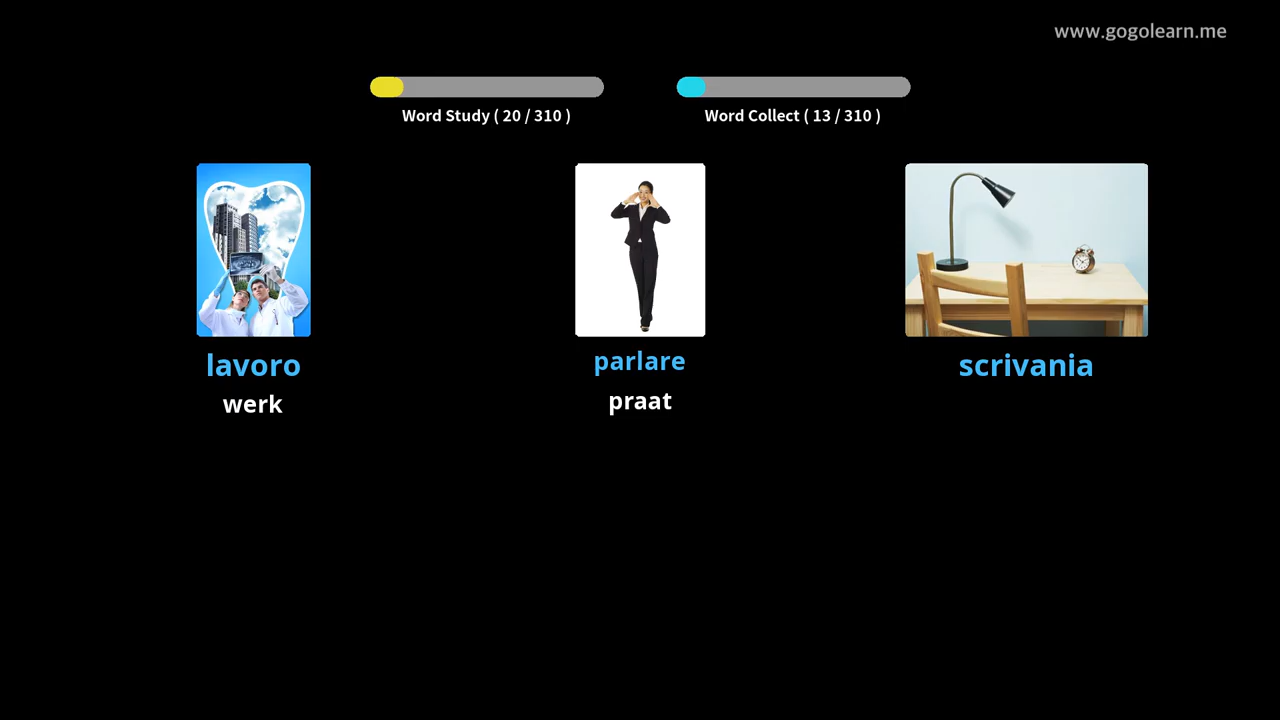 www.gogolearn.me
Word Study ( 20 / 310 )
Word Collect ( 13 / 310 )
lavoro
parlare
scrivania
werk
praat